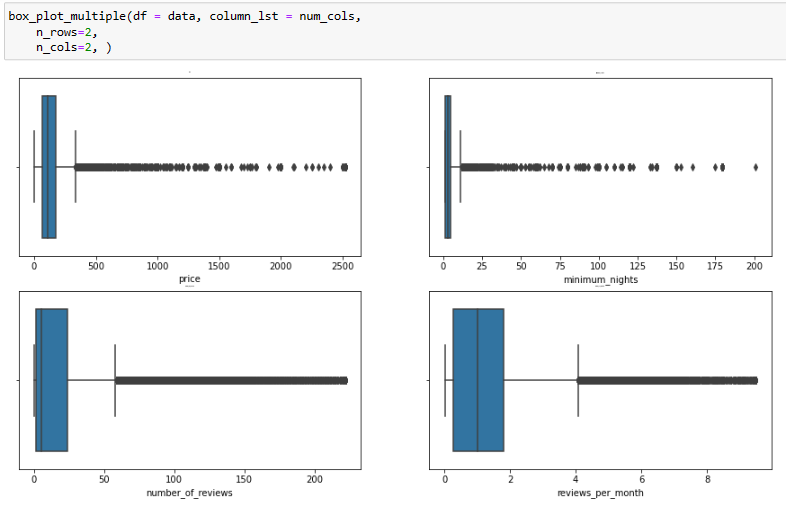 box_plot_multiple(df = data, column_lst = num_cols,
n_rows=2,
n_cols=2, )
0 500 1000 1500 2000 2500
price
0 25 50 75 100 125 150 175 200
minimum_nights
0 50 100 150 200
number_of_reviews
0 2 4 6 8
reviews_per_month